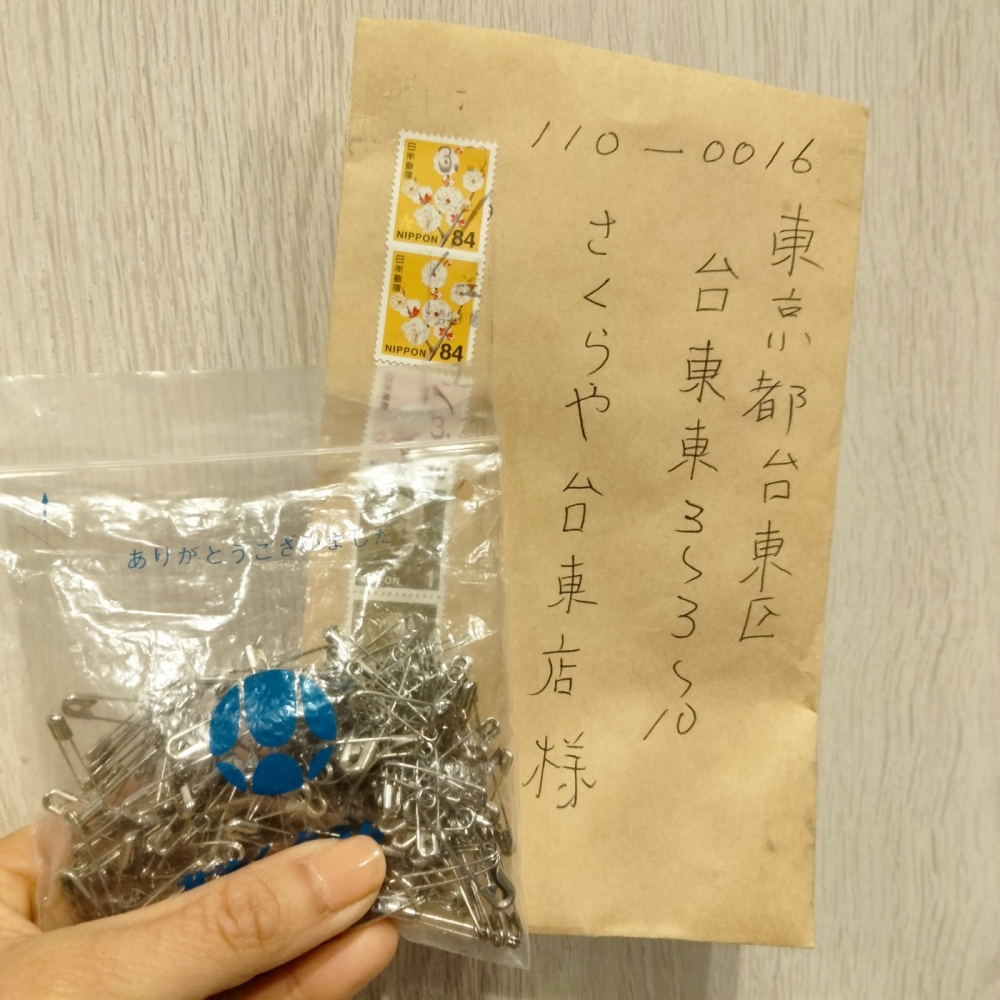 110-0016
東京都台東区
台東東3〜3〜10
さくらや台東店様
日本郵便
NIPPON 84
日本郵便
NIPPON 84
ありがとうございました